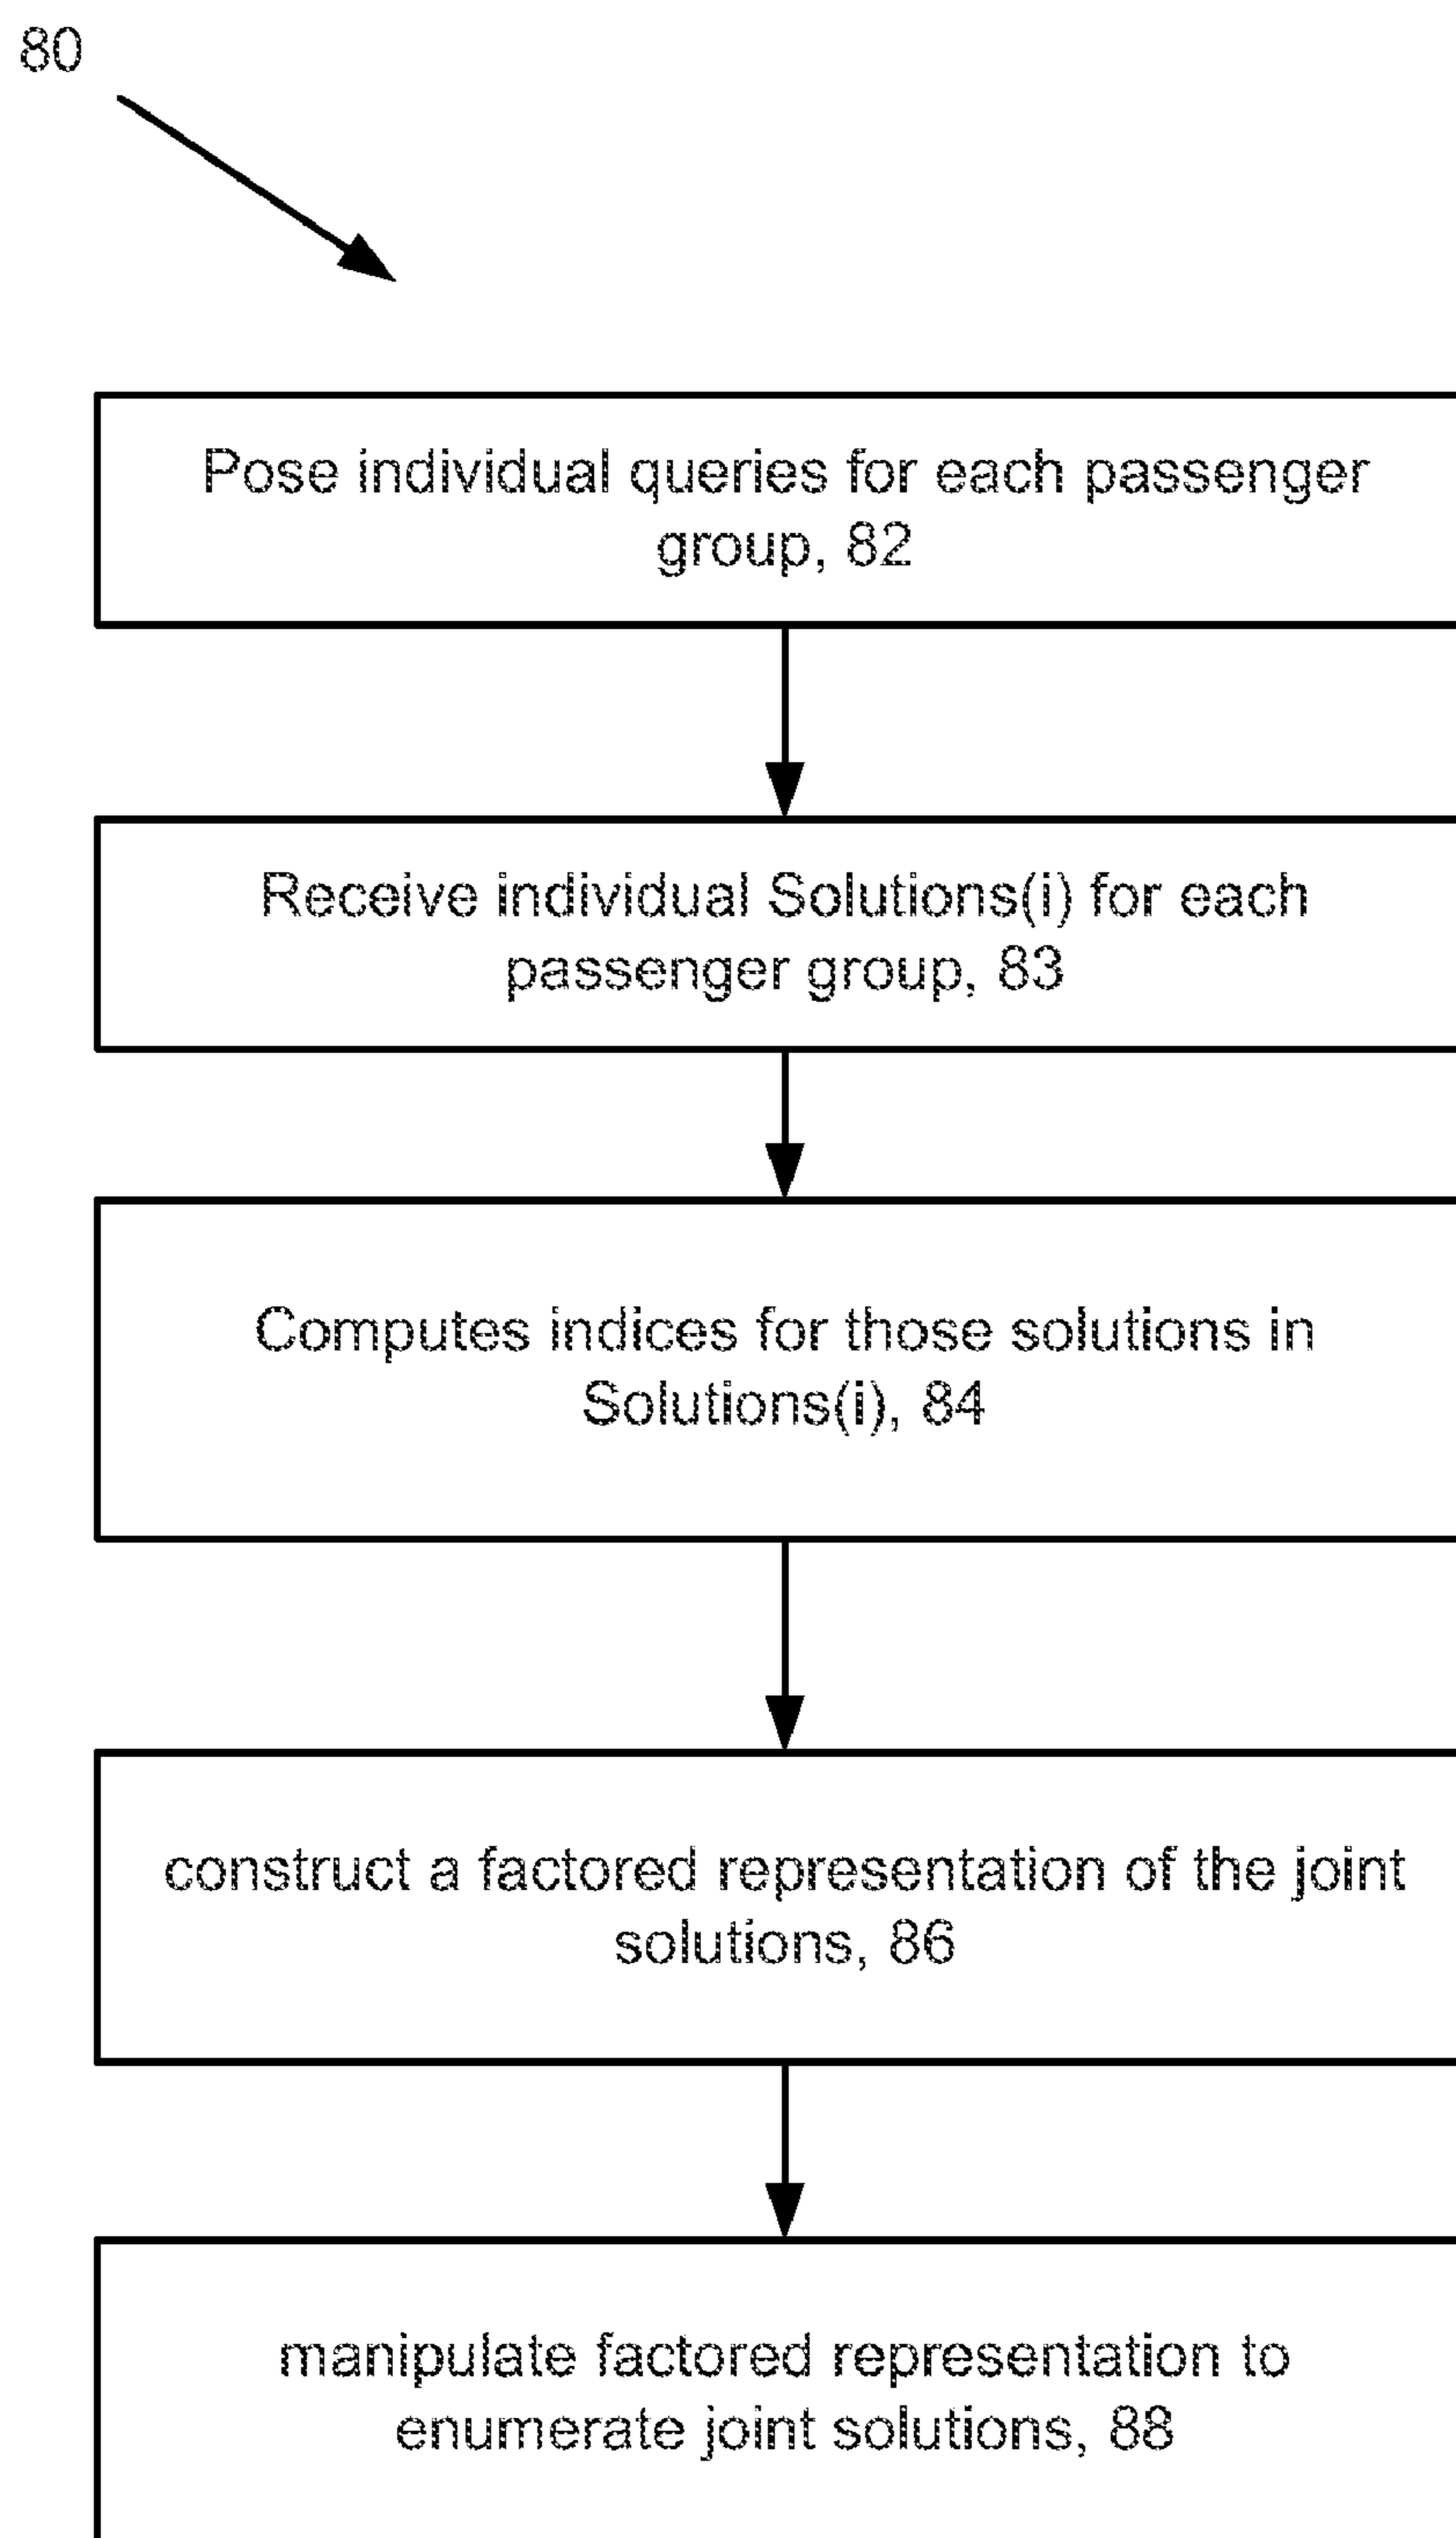 80
Pose individual queries for each passenger
group, 82
Receive individual Solutions(i) for each
passenger group, 83
Computes indices for those solutions in
Solutions(i), 84
construct a factored representation of the joint
solutions, 86
manipulate factored representation to
enumerate joint solutions, 88